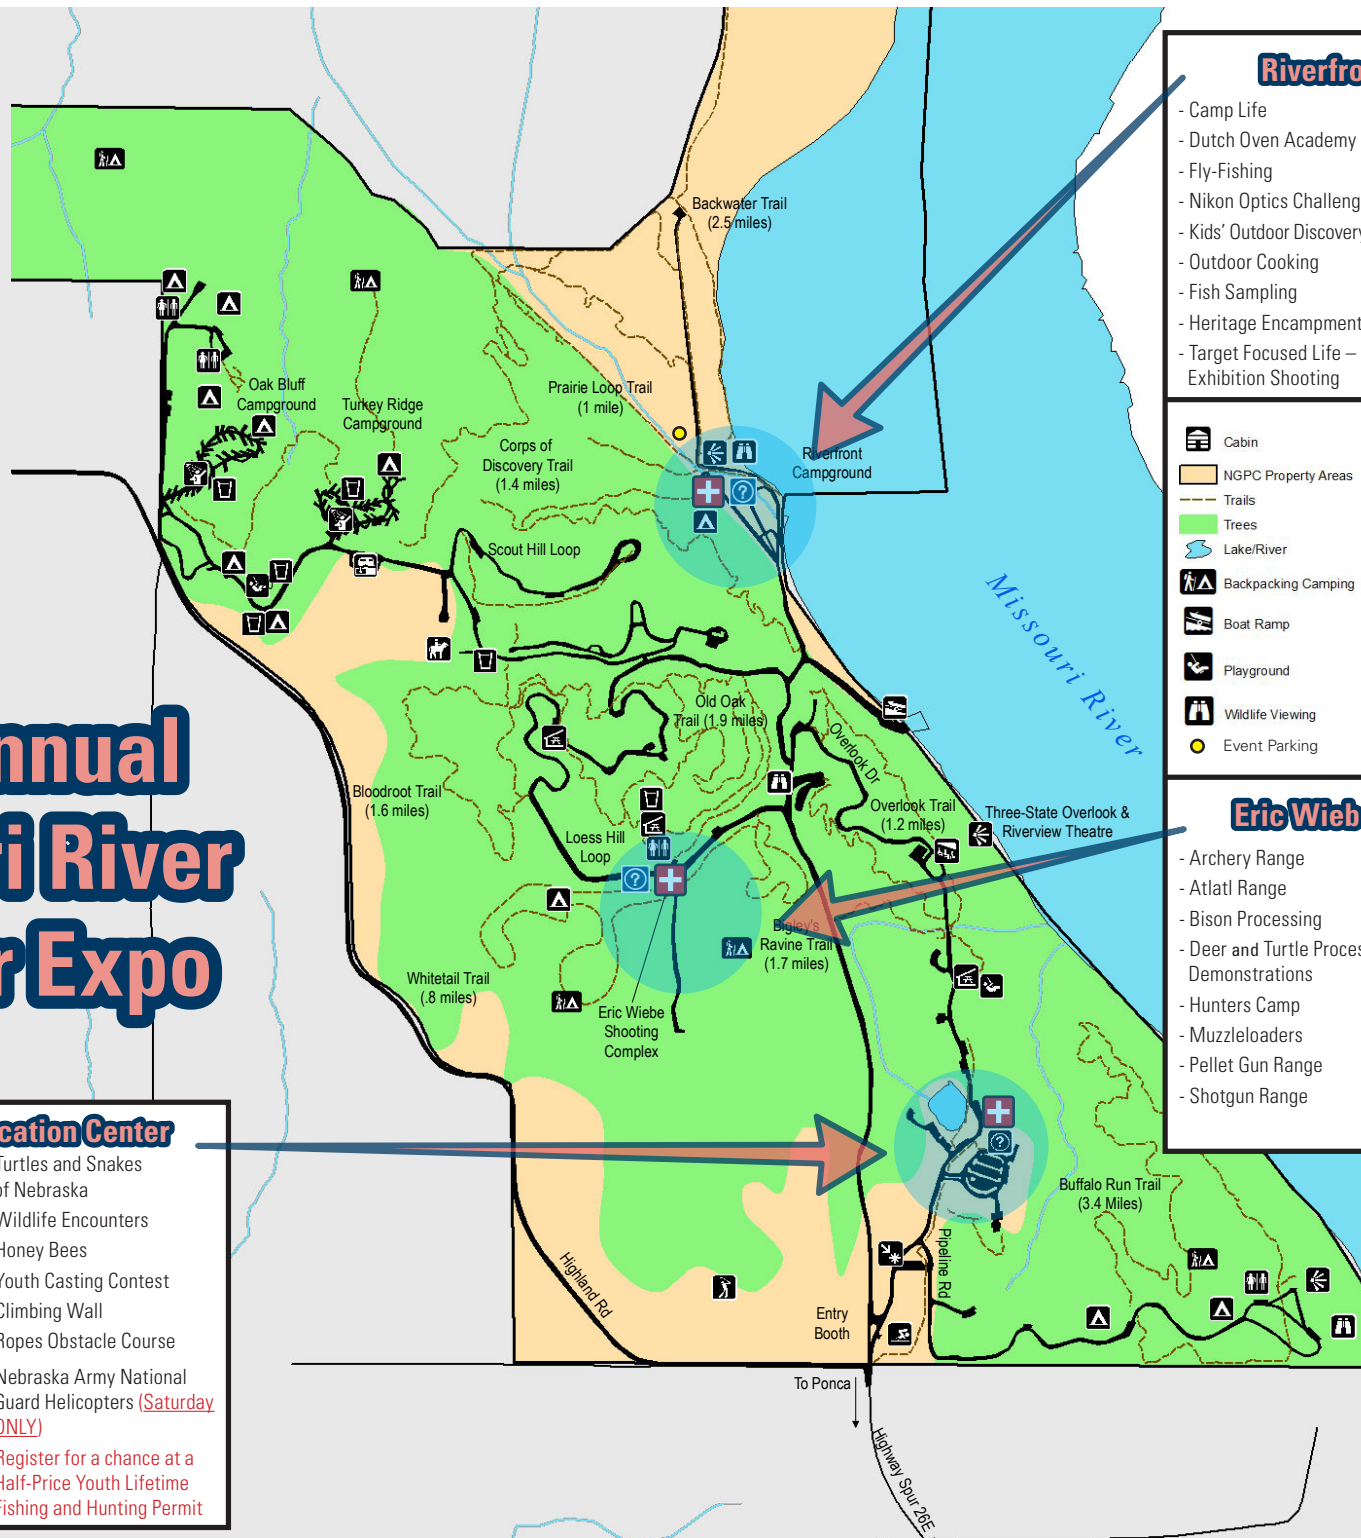 Riverfro
- Camp Life
- Dutch Oven Academy
- Fly-Fishing
- Nikon Optics Challeng
- Kids' Outdoor Discovery
- Outdoor Cooking
- Fish Sampling
- Heritage Encampment
- Target Focused Life –
Exhibition Shooting
Cabin
NGPC Property Areas
Trails
Trees
Lake/River
Backpacking Camping
Boat Ramp
Playground
Wildlife Viewing
Event Parking
Eric Wieb
- Archery Range
- Atlatl Range
- Bison Processing
- Deer and Turtle Proces
Demonstrations
- Hunters Camp
- Muzzleloaders
- Pellet Gun Range
- Shotgun Range
Backwater Trail
(2.5 miles)
Prairie Loop Trail
(1 mile)
Oak Bluff
Campground
Turkey Ridge
Campground
Corps of
Discovery Trail
(1.4 miles)
Riverfront
Campground
Scout Hill Loop
Missouri River
Old Oak
Trail (1.9 miles)
Overlook Dr
Bloodroot Trail
(1.6 miles)
Overlook Trail
(1.2 miles)
Three-State Overlook &
Riverview Theatre
Loess Hill
Loop
Bigley's
Ravine Trail
(1.7 miles)
Whitetail Trail
(.8 miles)
Eric Wiebe
Shooting
Complex
Buffalo Run Trail
(3.4 Miles)
Pipeline Rd
Highland Rd
Entry
Booth
To Ponca
Highway Spur 26E
nnual
ri River
r Expo
cation Center
Turtles and Snakes
of Nebraska
Wildlife Encounters
Honey Bees
Youth Casting Contest
Climbing Wall
Ropes Obstacle Course
Nebraska Army National
Guard Helicopters (Saturday
ONLY)
Register for a chance at a
Half-Price Youth Lifetime
Fishing and Hunting Permit